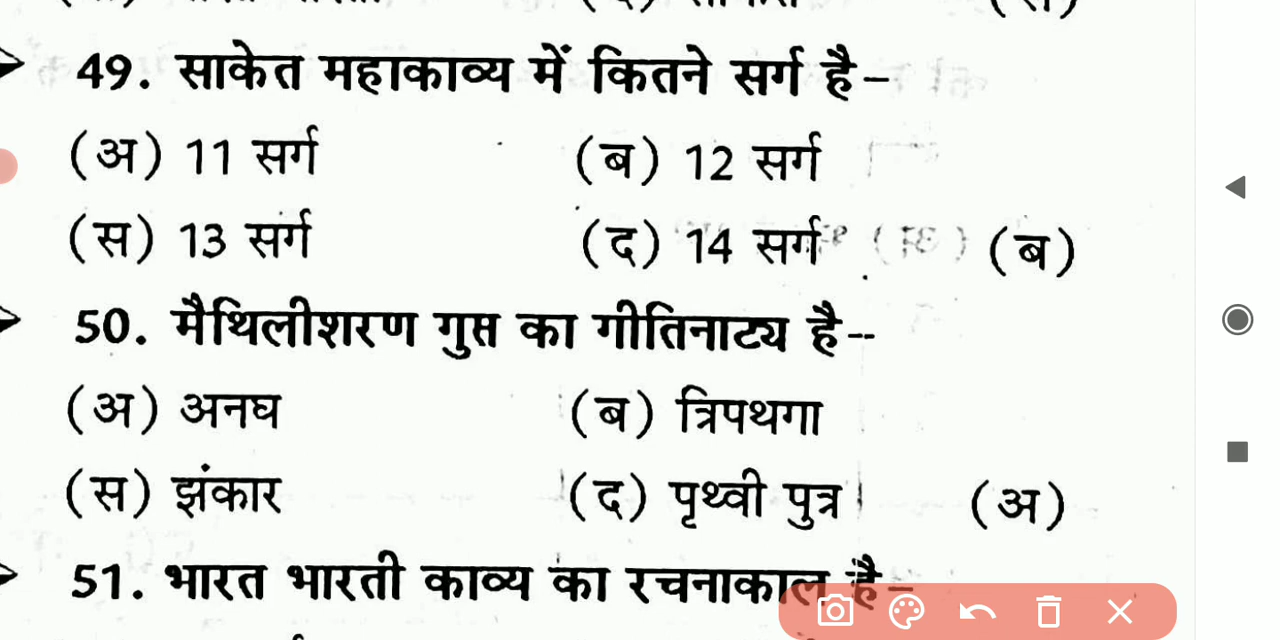 49. साकेत महाकाव्य में कितने सर्ग है–
(अ) 11 सर्ग (ब) 12 सर्ग
(स) 13 सर्ग (द) 14 सर्ग (ब)
50. मैथिलीशरण गुप्त का गीतिनाट्य है--
(अ) अनघ (ब) त्रिपथगा
(स) झंकार (द) पृथ्वी पुत्र (अ)
51. भारत भारती काव्य का रचनाकाल है–